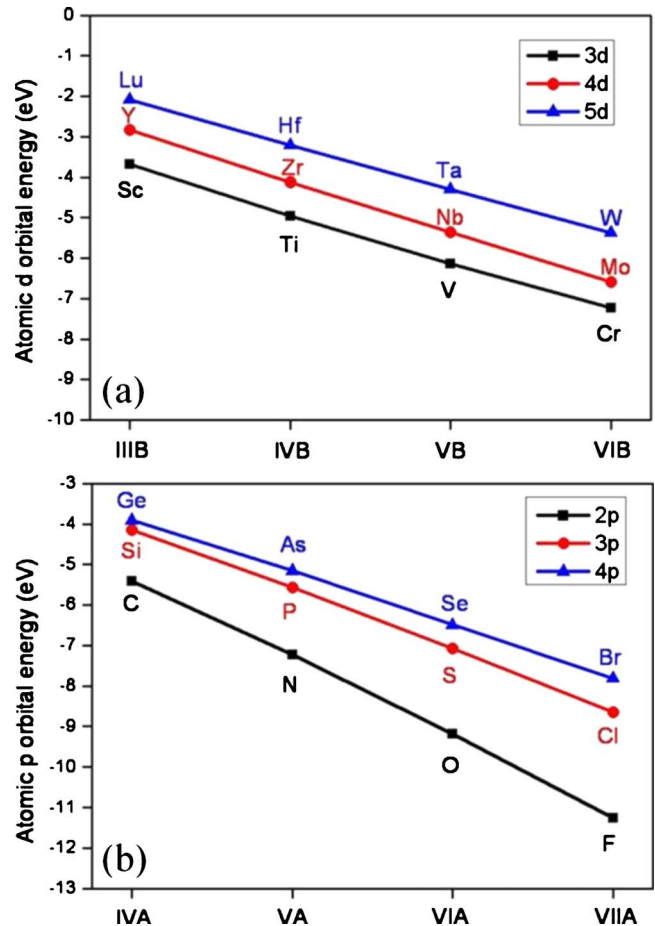 0
-2
-3
-4
-5
-6
-7
-8
-9
-10
Atomic d orbital energy (eV)
3d
4d
5d
Lu
Hf
Ta
W
Y
Zr
Nb
Mo
Sc
Ti
V
Cr
(a)
IIIB IVB VB VIB
-3
-4
-5
-6
-7
-8
-9
-10
-11
-12
-13
Atomic p orbital energy (eV)
2p
3p
4p
Ge
As
Se
Br
Si
P
S
Cl
C
N
O
F
(b)
IVA VA VIA VIIA